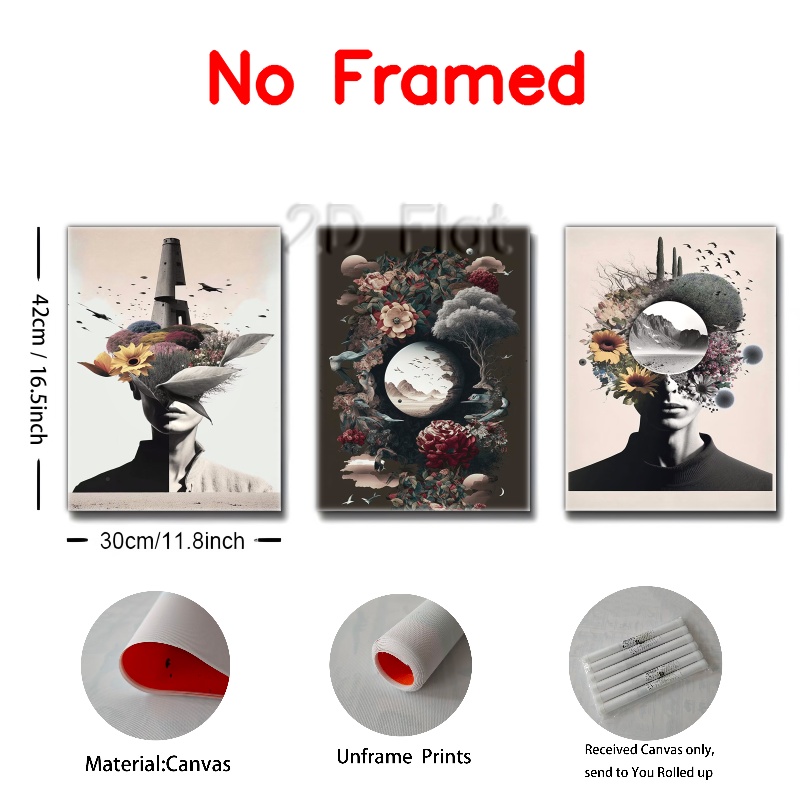 No Framed
2D Flat
42cm / 16.5inch
30cm/11.8inch
Material:Canvas
Unframe Prints
Received Canvas only,
send to You Rolled up